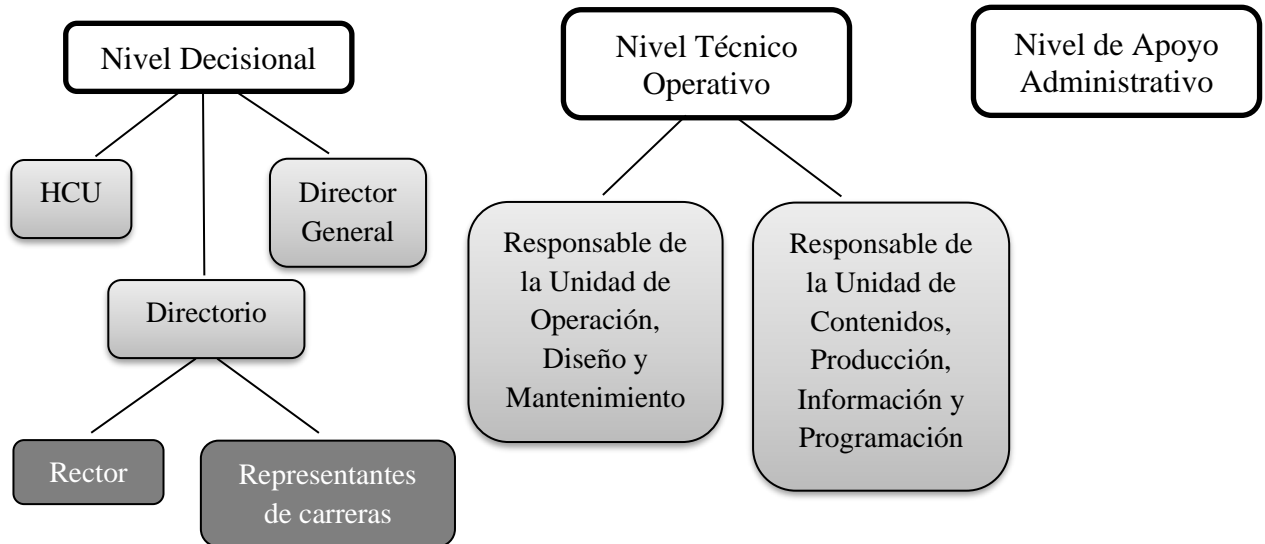 Nivel Decisional
HCU
Director
General
Directorio
Rector
Representantes
de carreras
Nivel Técnico
Operativo
Responsable de
la Unidad de
Operación,
Diseño y
Mantenimiento
Responsable de
la Unidad de
Contenidos,
Producción,
Información y
Programación
Nivel de Apoyo
Administrativo